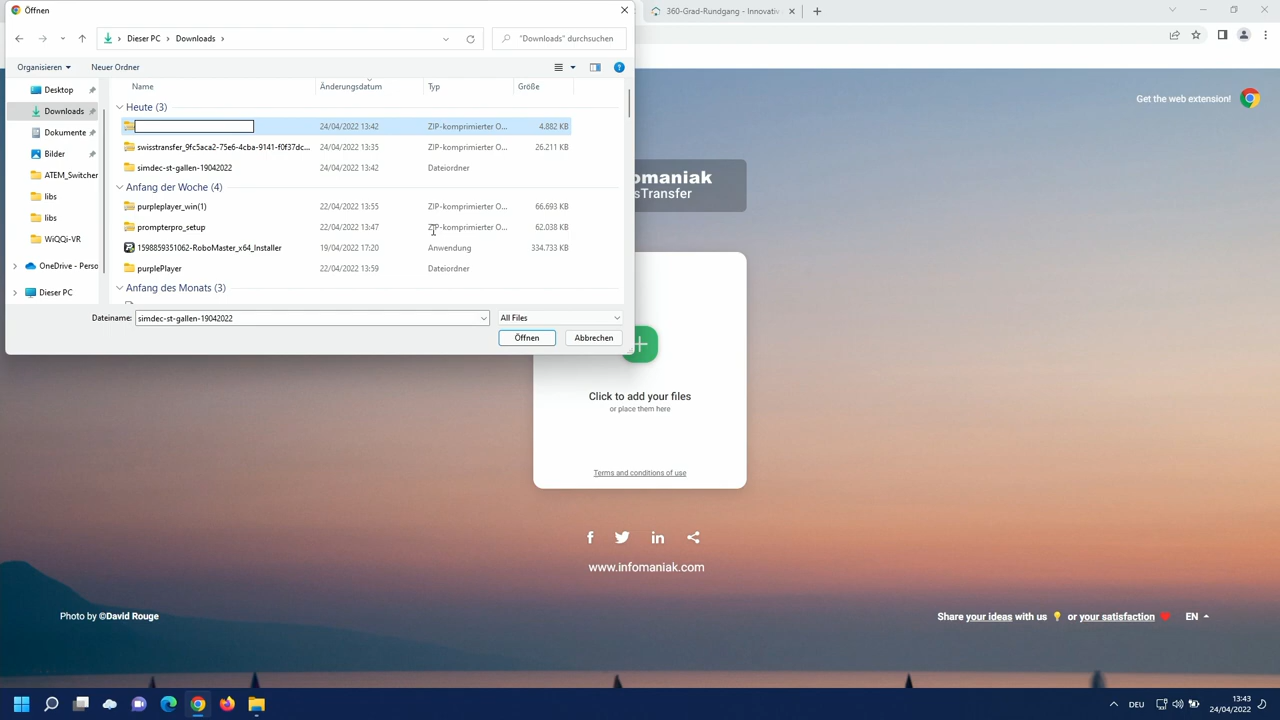 Öffnen
360-Grad-Rundgang - Innovativ
Dieser PC > Downloads >
"Downloads" durchsuchen
Organisieren
Neuer Ordner
Name Änderungsdatum Typ Größe
Desktop
Downloads
Dokumente
Bilder
ATEM_Switcher
libs
libs
WiQQi-VR
OneDrive - Perso
Dieser PC
Heute (3)
24/04/2022 13:42 ZIP-komprimierter O... 4.882 KB
swisstransfer_9fc5aca2-75e6-4cba-9141-f0f37dc... 24/04/2022 13:35 ZIP-komprimierter O... 26.211 KB
simdec-st-gallen-19042022 24/04/2022 13:42 Dateiordner
Anfang der Woche (4)
purpleplayer_win(1) 22/04/2022 13:55 ZIP-komprimierter O... 66.693 KB
prompterpro_setup 22/04/2022 13:47 ZIP-komprimierter O... 62.038 KB
1598859351062-RoboMaster_x64_Installer 19/04/2022 17:20 Anwendung 334.733 KB
purplePlayer 22/04/2022 13:59 Dateiordner
Anfang des Monats (3)
Dateiname: simdec-st-gallen-19042022
All Files
Öffnen
Abbrechen
Get the web extension!
fomaniak
sTransfer
Click to add your files
or place them here
Terms and conditions of use
www.infomaniak.com
Photo by ©David Rouge
Share your ideas with us 💡 or your satisfaction ❤️
EN
DEU
13:43
24/04/2022